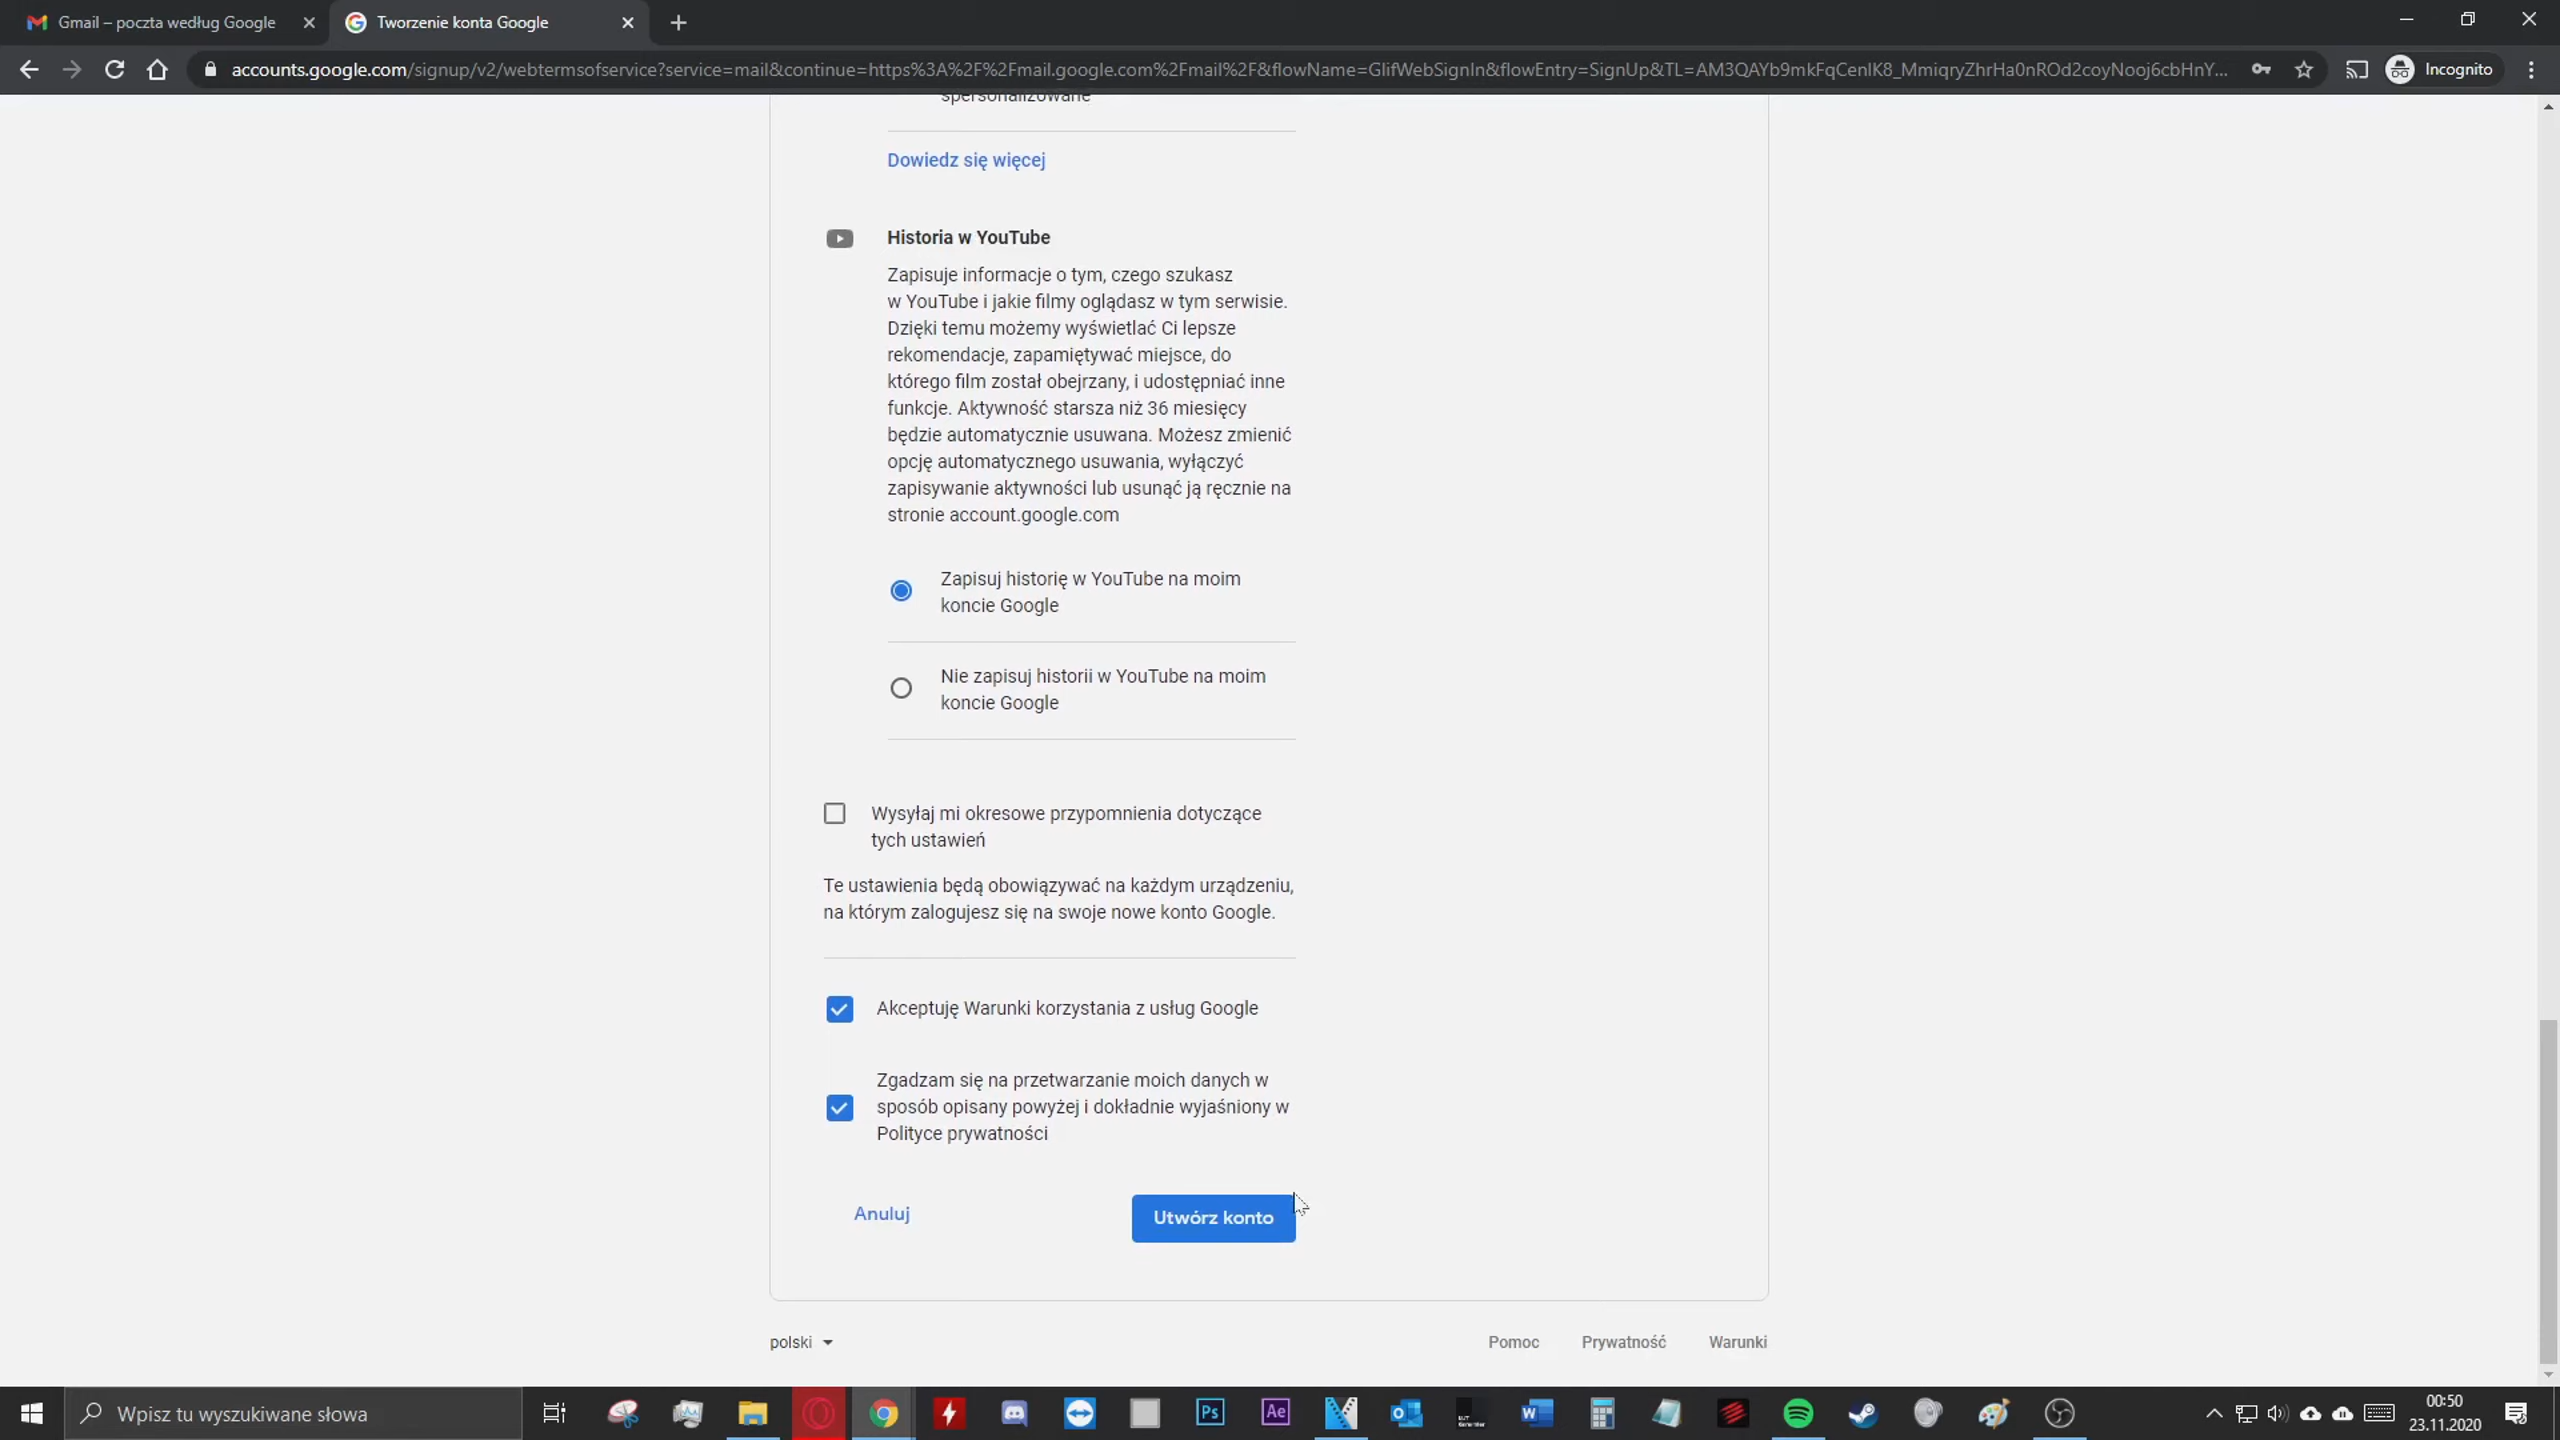 Gmail – poczta według Google
Tworzenie konta Google
accounts.google.com/signup/v2/webtermsofservice?service=mail&continue=https%3A%2F%2Fmail.google.com%2Fmail%2F&flowName=GlifWebSignIn&flowEntry=SignUp&TL=AM3QAYb9mkFqCenlK8_MmiqryZhrHa0nROd2coyNooj6cbHnY...
Incognito
spersonalizowane
Dowiedz się więcej
Historia w YouTube
Zapisuje informacje o tym, czego szukasz
w YouTube i jakie filmy oglądasz w tym serwisie.
Dzięki temu możemy wyświetlać Ci lepsze
rekomendacje, zapamiętywać miejsce, do
którego film został obejrzany, i udostępniać inne
funkcje. Aktywność starsza niż 36 miesięcy
będzie automatycznie usuwana. Możesz zmienić
opcję automatycznego usuwania, wyłączyć
zapisywanie aktywności lub usunąć ją ręcznie na
stronie account.google.com
Zapisuj historię w YouTube na moim
koncie Google
Nie zapisuj historii w YouTube na moim
koncie Google
Wysyłaj mi okresowe przypomnienia dotyczące
tych ustawień
Te ustawienia będą obowiązywać na każdym urządzeniu,
na którym zalogujesz się na swoje nowe konto Google.
Akceptuję Warunki korzystania z usług Google
Zgadzam się na przetwarzanie moich danych w
sposób opisany powyżej i dokładnie wyjaśniony w
Polityce prywatności
Anuluj
Utwórz konto
polski
Pomoc
Prywatność
Warunki
Wpisz tu wyszukiwane słowa
Ps
Ae
00:50
23.11.2020